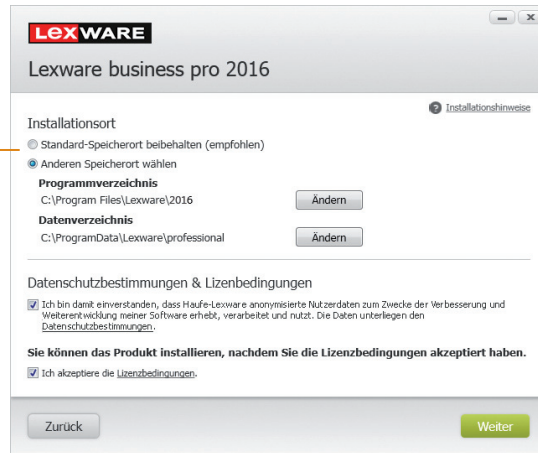 LEXWARE
Lexware business pro 2016
Installationshinweise
Installationsort
Standard-Speicherort beibehalten (empfohlen)
Anderen Speicherort wählen
Programmverzeichnis
C:\Program Files\Lexware\2016
Ändern
Datenverzeichnis
C:\ProgramData\Lexware\professional
Ändern
Datenschutzbestimmungen & Lizenbedingungen
Ich bin damit einverstanden, dass Haufe-Lexware anonymisierte Nutzerdaten zum Zwecke der Verbesserung und
Weiterentwicklung meiner Software erhebt, verarbeitet und nutzt. Die Daten unterliegen den
Datenschutzbestimmungen.
Sie können das Produkt installieren, nachdem Sie die Lizenzbedingungen akzeptiert haben.
Ich akzeptiere die Lizenzbedingungen.
Zurück
Weiter